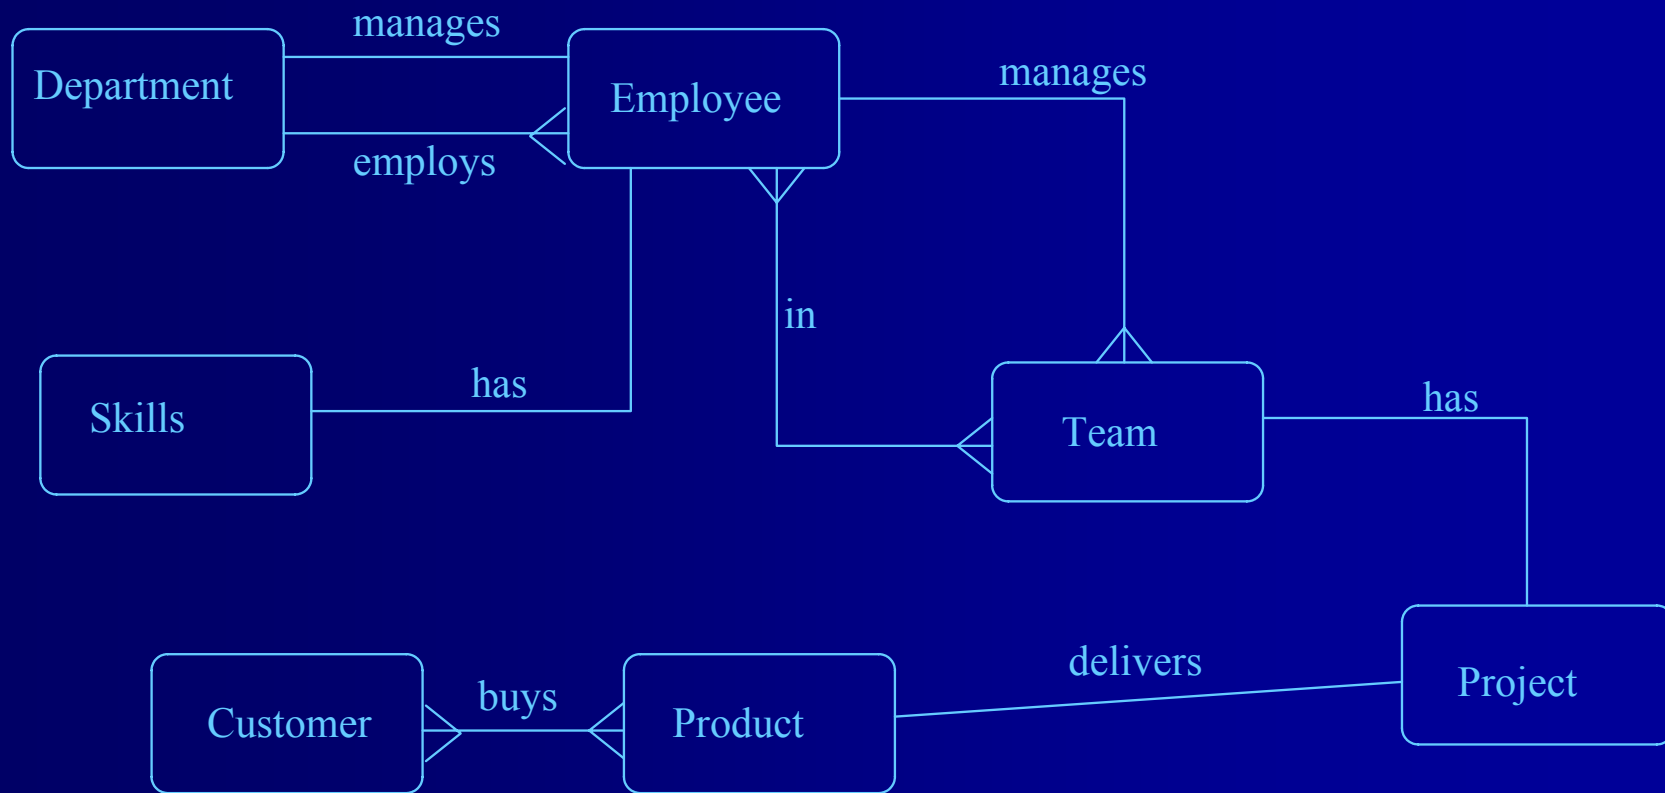 manages
Department
Employee
manages
employs
in
has
Skills
has
Team
delivers
Project
buys
Customer
Product